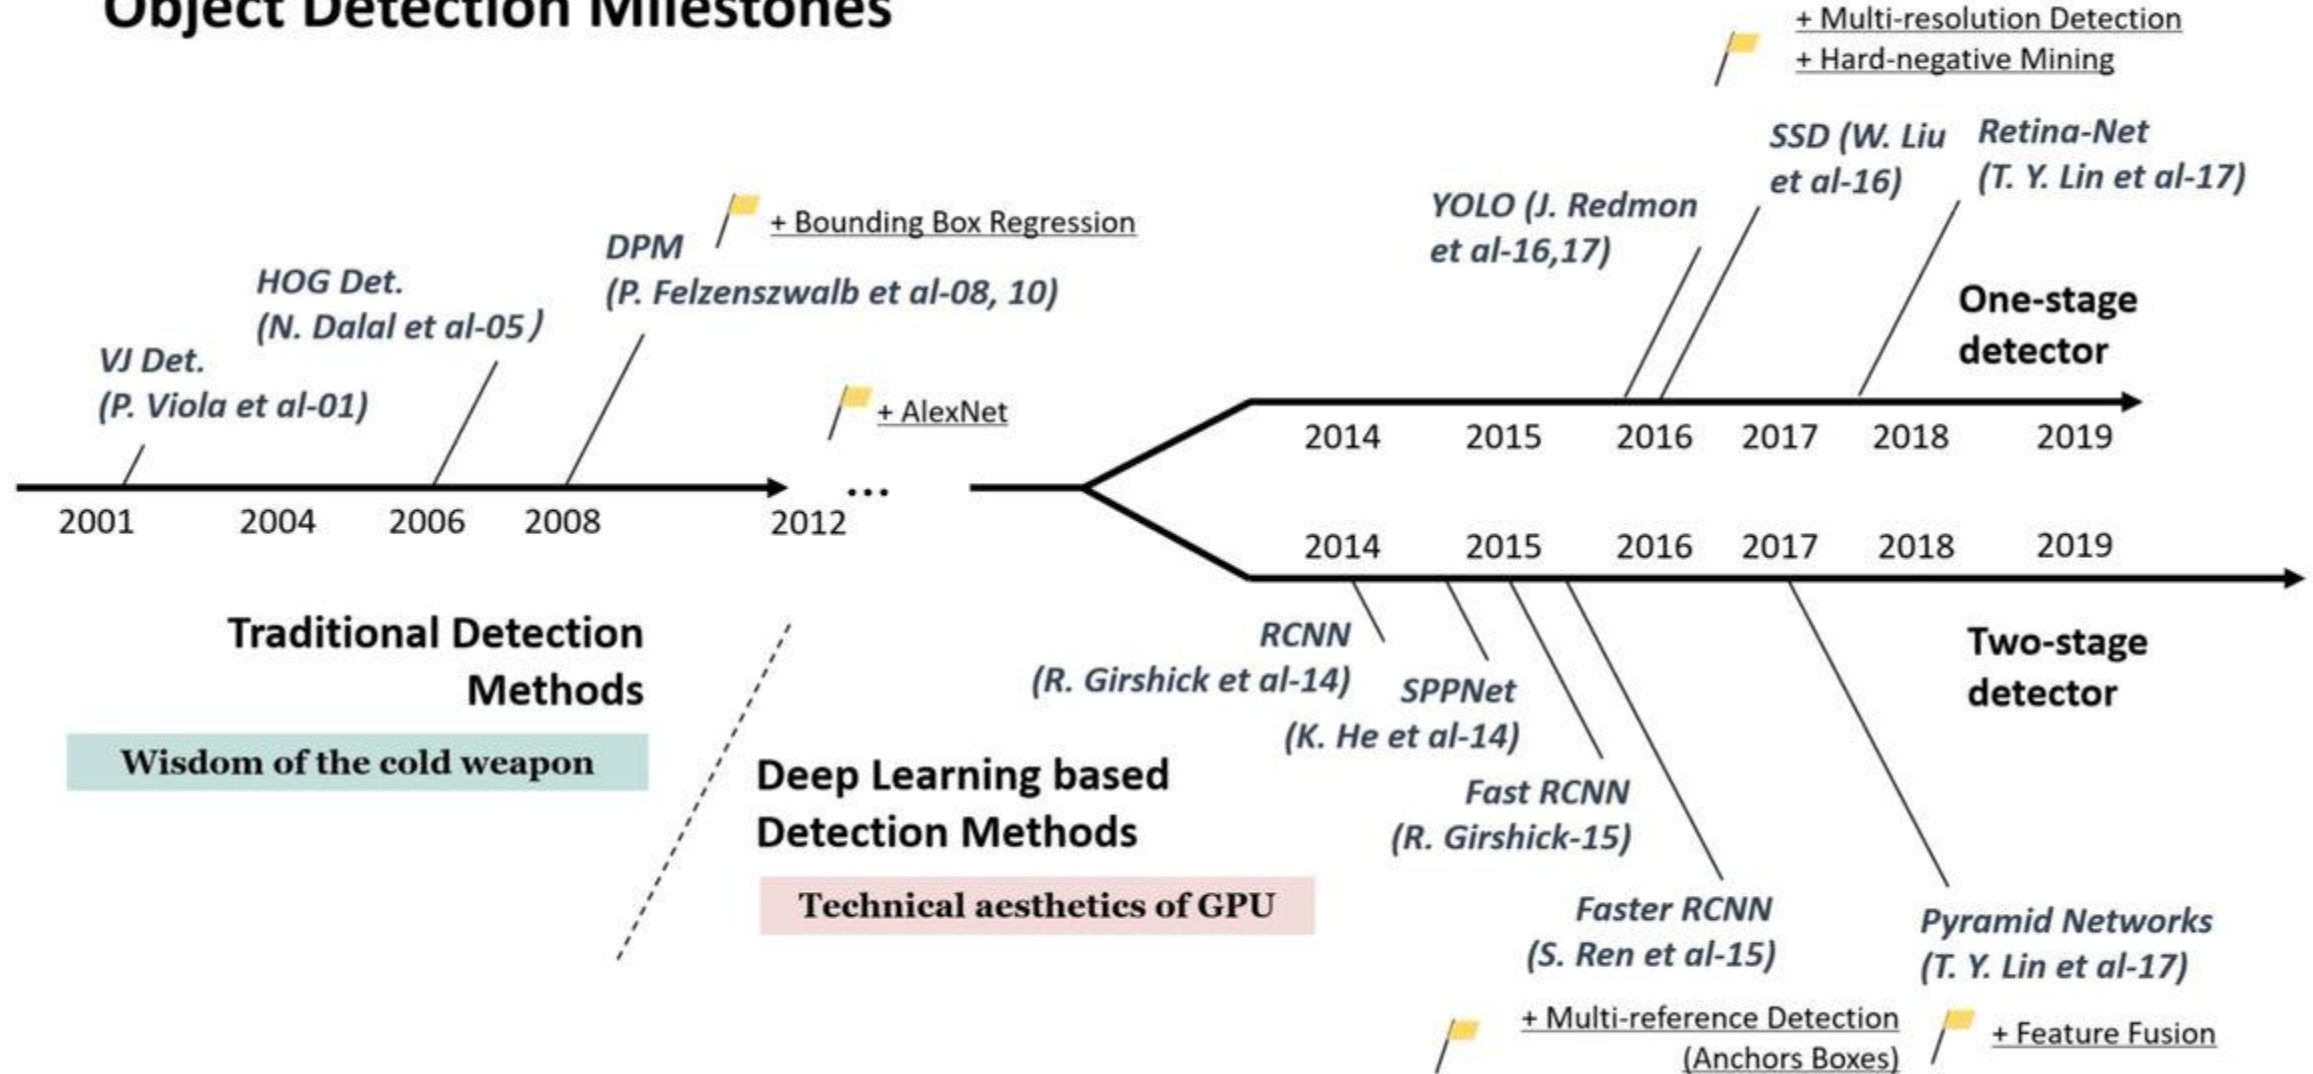 Object Detection Milestones
+ Multi-resolution Detection
+ Hard-negative Mining
SSD (W. Liu
et al-16)
Retina-Net
(T. Y. Lin et al-17)
YOLO (J. Redmon
et al-16,17)
+ Bounding Box Regression
DPM
(P. Felzenszwalb et al-08, 10)
HOG Det.
(N. Dalal et al-05)
VJ Det.
(P. Viola et al-01)
+ AlexNet
One-stage
detector
2014 2015 2016 2017 2018 2019
...
2001 2004 2006 2008 2012
2014 2015 2016 2017 2018 2019
Traditional Detection
Methods
Wisdom of the cold weapon
Deep Learning based
Detection Methods
Technical aesthetics of GPU
RCNN
(R. Girshick et al-14)
SPPNet
(K. He et al-14)
Fast RCNN
(R. Girshick-15)
Faster RCNN
(S. Ren et al-15)
Two-stage
detector
Pyramid Networks
(T. Y. Lin et al-17)
+ Multi-reference Detection
(Anchors Boxes)
+ Feature Fusion